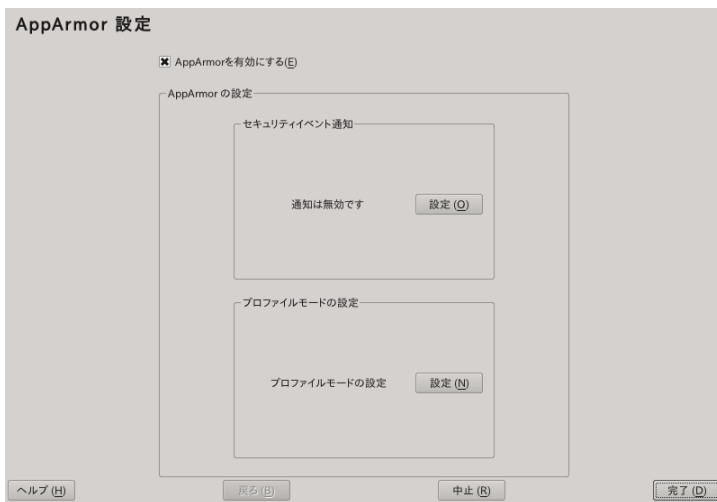 AppArmor 設定
AppArmorを有効にする(E)
AppArmor の設定
セキュリティイベント通知
通知は無効です
設定 (O)
プロファイルモードの設定
プロファイルモードの設定
設定 (N)
ヘルプ (H)
戻る (B)
中止 (R)
完了 (D)